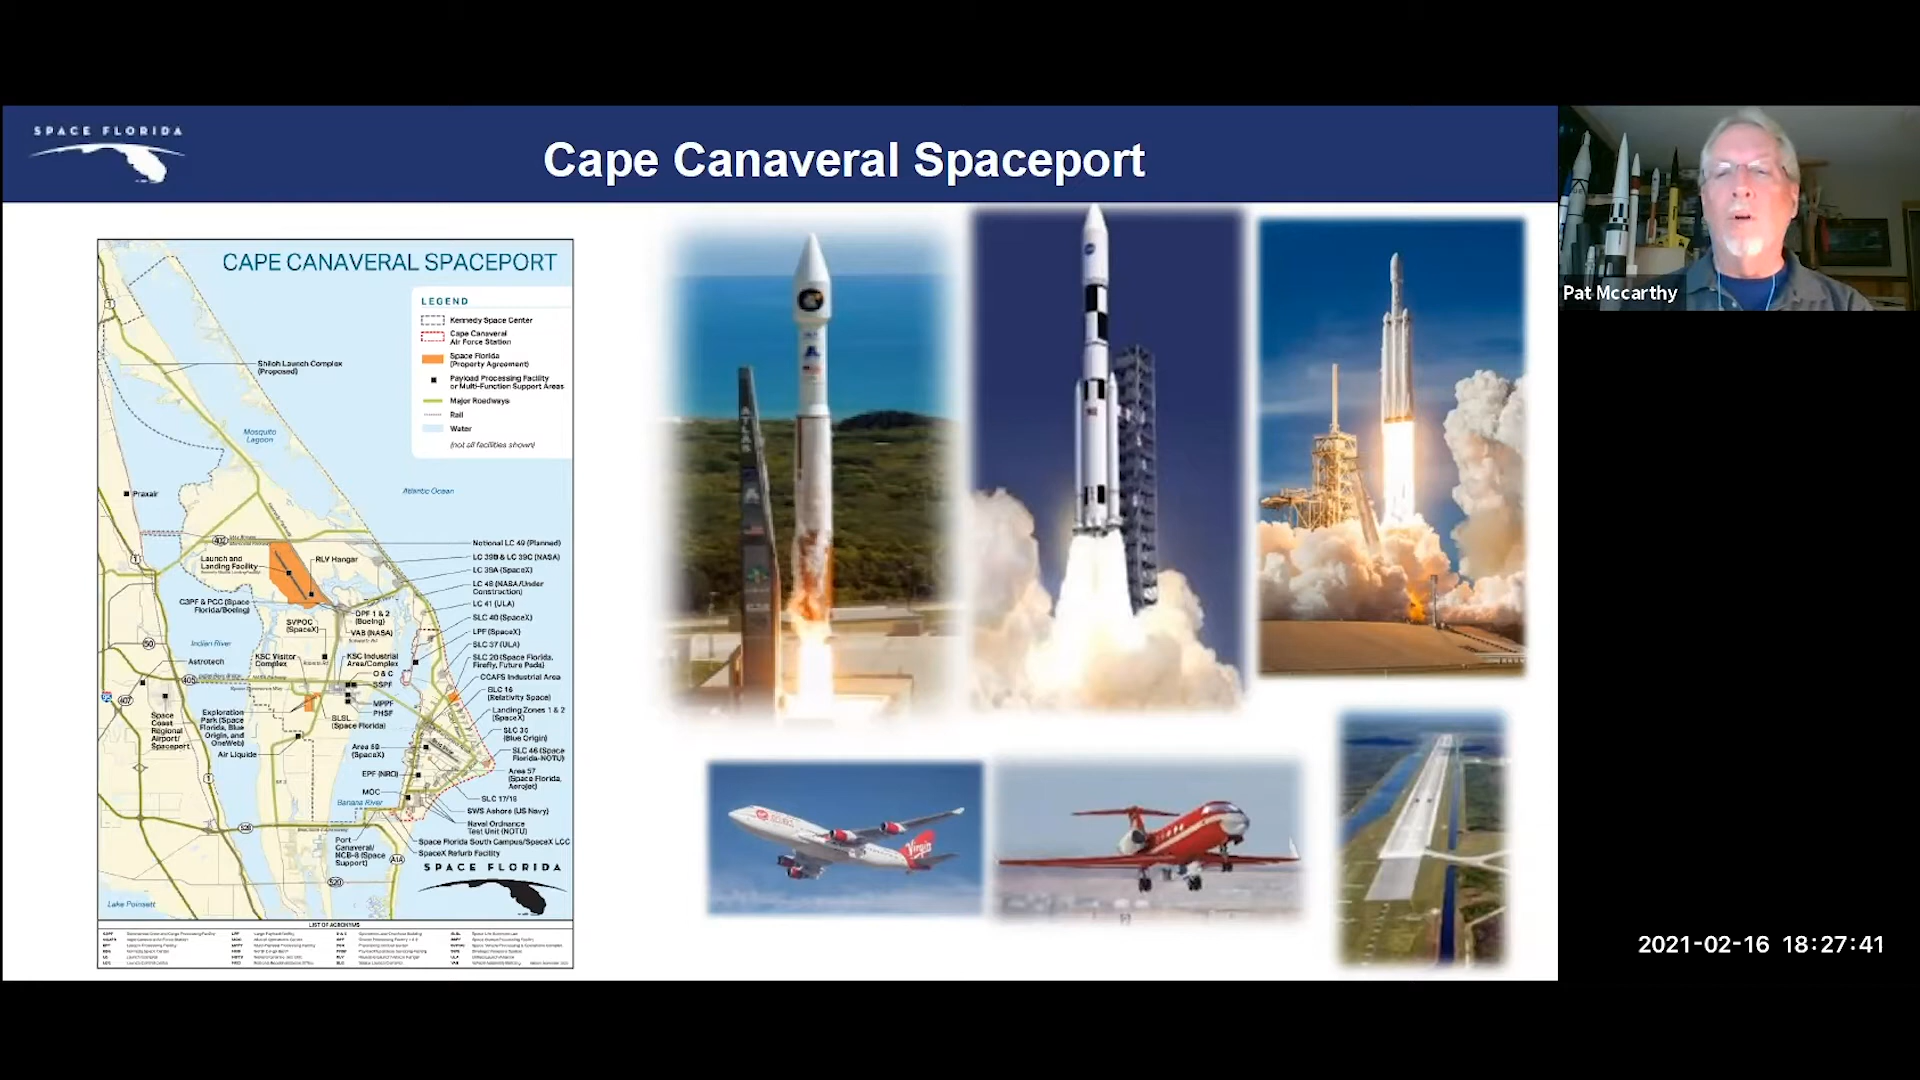 SPACE FLORIDA
Cape Canaveral Spaceport
Pat Mccarthy
CAPE CANAVERAL SPACEPORT
LEGEND
Kennedy Space Center
Cape Canaveral
Air Force Station
Space Florida
(Property Agreement)
Payload Processing Facility
or Multi-Function Support Areas
Major Roadways
Rail
Water
(not all facilities shown)
1
Shiloh Launch Complex
(Proposed)
Mosquito
Lagoon
Atlantic Ocean
Praxair
402
1
Launch and
Landing Facility
RLV Hangar
C3PF & PCC (Space
Florida/Boeing)
OPF 1 & 2
(Boeing)
SVPOC
(SpaceX)
VAB (NASA)
50
Indian River
KSC Visitor
Complex
KSC Industrial
Area/Complex
Astrotech
405
O & C
SSPF
407
MPPF
PHSF
Space
Coast
Regional
Airport/
Spaceport
Exploration
Park (Space
Florida, Blue
Origin, and
OneWeb)
SLSL
(Space Florida)
Air Liquide
Area 59
(SpaceX)
EPF (NRO)
1
MOC
Banana River
528
Port
Canaveral/
NCB-8 (Space
Support)
A1A
520
Lake Poinsett
Notional LC 49 (Planned)
LC 39B & LC 39C (NASA)
LC 39A (SpaceX)
LC 48 (NASA/Under
Construction)
LC 41 (ULA)
SLC 40 (SpaceX)
LPF (SpaceX)
SLC 37 (ULA)
SLC 20 (Space Florida,
Firefly, Future Pads)
CCAFS Industrial Area
SLC 16
(Relativity Space)
Landing Zones 1 & 2
(SpaceX)
SLC 36
(Blue Origin)
SLC 46 (Space
Florida-NOTU)
Area 57
(Space Florida,
Aerojet)
SLC 17/18
SWS Ashore (US Navy)
Naval Ordnance
Test Unit (NOTU)
Space Florida South Campus/SpaceX LCC
SpaceX Refurb Facility
SPACE FLORIDA
LIST OF ACRONYMS
ATLAS
Virgin
2021-02-16 18:27:41